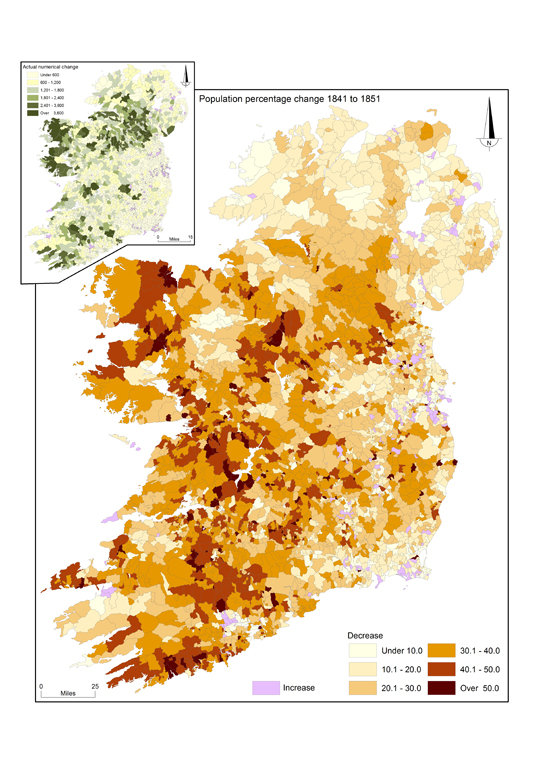 Actual numerical change
Under 600
600 - 1,200
1,201 - 1,800
1,801 - 2,400
2,401 - 3,600
Over 3,600
0 15
Miles
Population percentage change 1841 to 1851
N
Decrease
Under 10.0 30.1 - 40.0
10.1 - 20.0 40.1 - 50.0
Increase 20.1 - 30.0 Over 50.0
0 25
Miles